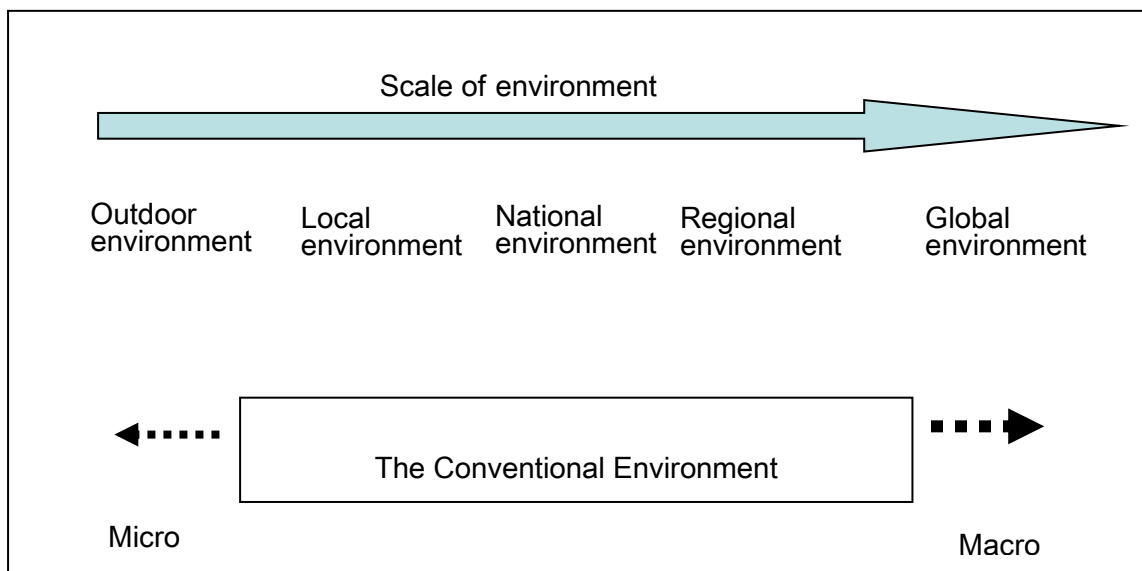 Scale of environment
Outdoor
environment
Local
environment
National
environment
Regional
environment
Global
environment
The Conventional Environment
Micro
Macro